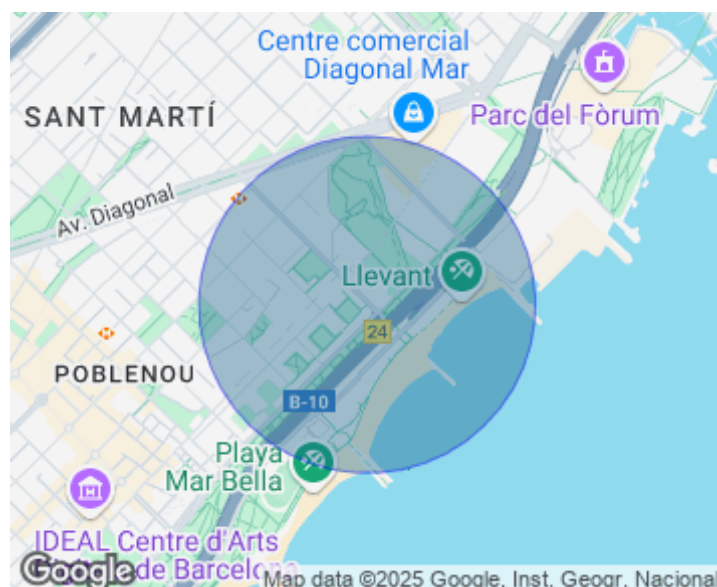 Centre comercial
Diagonal Mar
SANT MARTÍ
Parc del Fòrum
Av. Diagonal
Llevant
24
POBLENOU
B-10
Playa
Mar Bella
IDEAL Centre d'Arts
de Barcelona
Google
Map data ©2025 Google, Inst. Geogr. Nacional